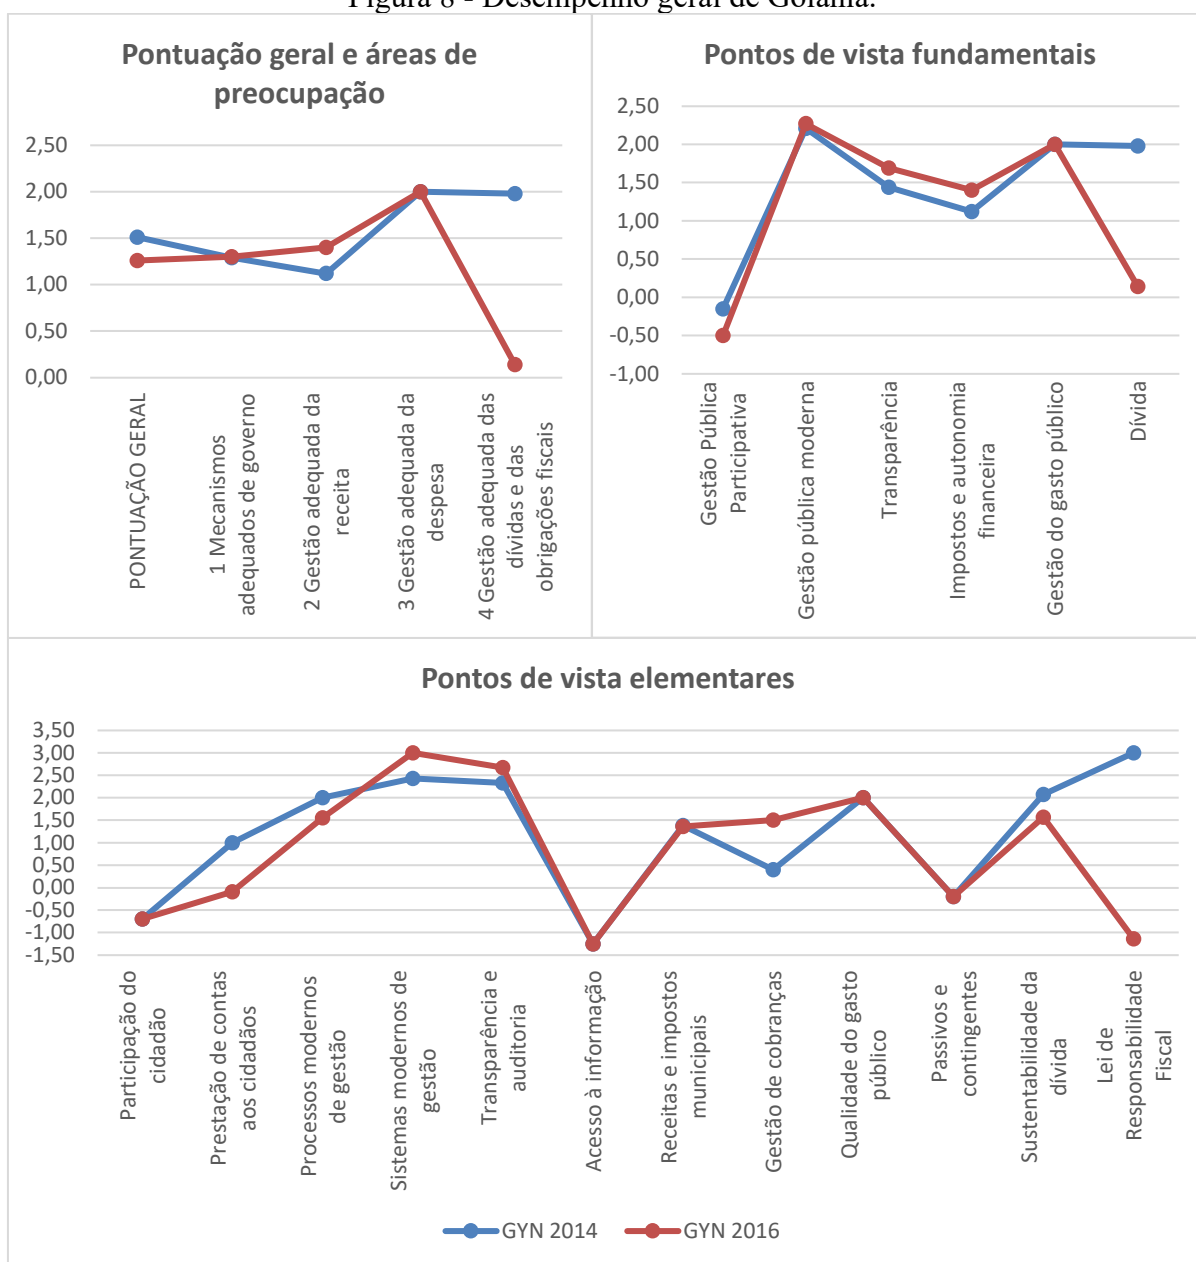 Figura 8 - Desempenho geral de Goiânia.
Pontuação geral e áreas de
preocupação
2,50
2,00
1,50
1,00
0,50
0,00
PONTUAÇÃO GERAL
1 Mecanismos
adequados de governo
2 Gestão adequada da
receita
3 Gestão adequada da
despesa
4 Gestão adequada das
dívidas e das
obrigações fiscais
Pontos de vista fundamentais
2,50
2,00
1,50
1,00
0,50
0,00
-0,50
-1,00
Gestão Pública
Participativa
Gestão pública moderna
Transparência
Impostos e autonomia
financeira
Gestão do gasto público
Dívida
Pontos de vista elementares
3,50
3,00
2,50
2,00
1,50
1,00
0,50
0,00
-0,50
-1,00
-1,50
Participação do
cidadão
Prestação de contas
aos cidadãos
Processos modernos
de gestão
Sistemas modernos de
gestão
Transparência e
auditoria
Acesso à informação
Receitas e impostos
municipais
Gestão de cobranças
Qualidade do gasto
público
Passivos e
contingentes
Sustentabilidade da
dívida
Lei de
Responsabilidade
Fiscal
GYN 2014
GYN 2016